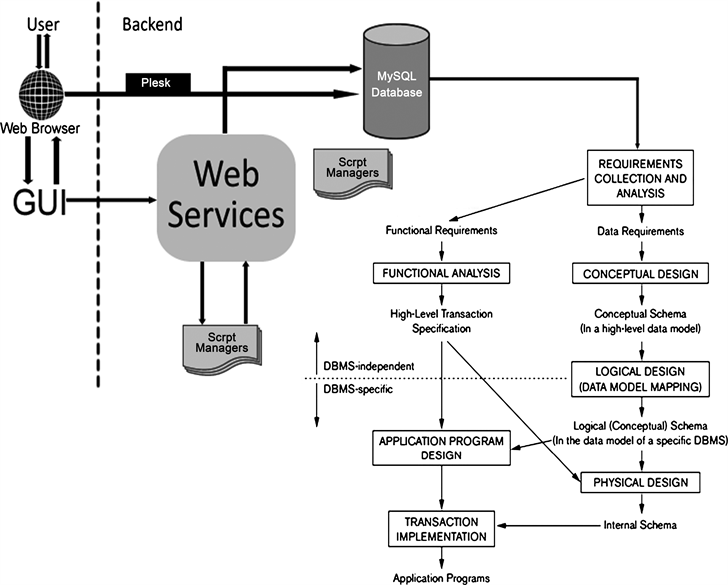 User
Backend
Plesk
MySQL
Database
Web Browser
GUI
Web
Services
Scrpt
Managers
Scrpt
Managers
REQUIREMENTS
COLLECTION AND
ANALYSIS
Functional Requirements
Data Requirements
FUNCTIONAL ANALYSIS
CONCEPTUAL DESIGN
High-Level Transaction
Specification
Conceptual Schema
(In a high-level data model)
DBMS-independent
DBMS-specific
LOGICAL DESIGN
(DATA MODEL MAPPING)
Logical (Conceptual) Schema
(In the data model of a specific DBMS)
APPLICATION PROGRAM
DESIGN
PHYSICAL DESIGN
TRANSACTION
IMPLEMENTATION
Internal Schema
Application Programs